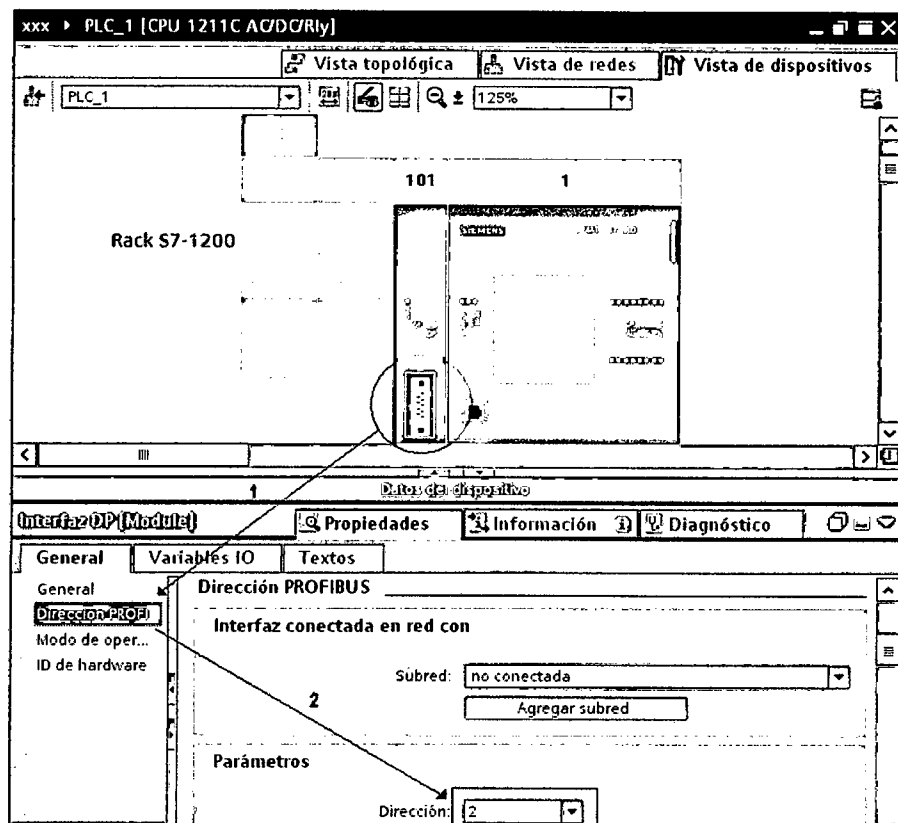 xxx ▸ PLC_1 [CPU 1211C AC/DC/Rly]
Vista topológica Vista de redes Vista de dispositivos
PLC_1 ± 125%
101 1
Rack S7-1200
SIEMENS
1 Datos del dispositivo
Interfaz DP [Module] Propiedades Información Diagnóstico
General Variables IO Textos
General
Direccion PROFI
Modo de oper...
ID de hardware
Dirección PROFIBUS
Interfaz conectada en red con
Subred: no conectada
Agregar subred
2
Parámetros
Dirección: 2